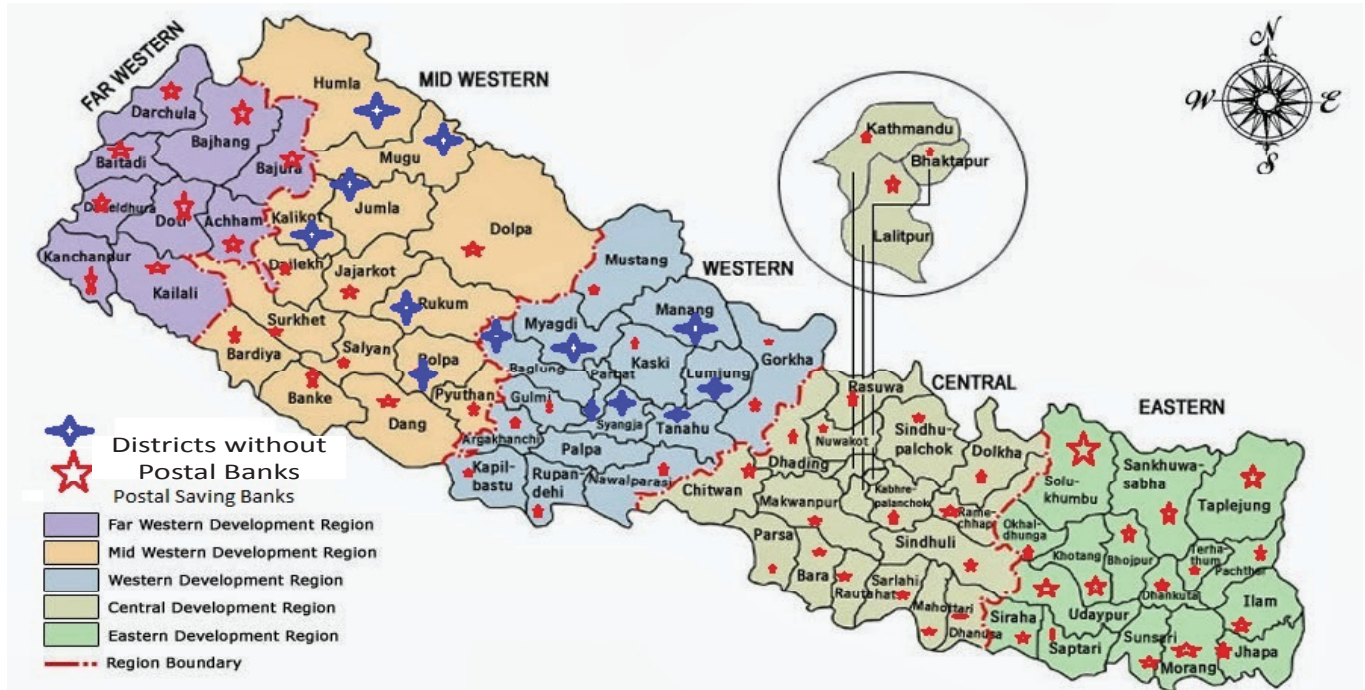 FAR WESTERN
MID WESTERN
WESTERN
CENTRAL
EASTERN
N
W
E
S
Humla
Darchula
Bajhang
Baitadi
Bajura
Mugu
Doti
Achham
Kalikot
Jumla
Dolpa
Kanchanpur
Kailali
Dailekh
Jajarkot
Rukum
Surkhet
Bardiya
Salyan
Rolpa
Banke
Dang
Pyuthan
Mustang
Myagdi
Manang
Baglung
Parbat
Kaski
Lumjung
Gorkha
Gulmi
Syangja
Tanahu
Argakhanchi
Palpa
Kapil-
bastu
Rupan-
dehi
Nawalparasi
Kathmandu
Bhaktapur
Lalitpur
Rasuwa
Nuwakot
Sindhu-
palchok
Dhading
Dolkha
Chitwan
Makwanpur
Kabhre-
palanchok
Rame-
chhap
Sindhuli
Parsa
Bara
Rautahat
Sarlahi
Mahottari
Dhanusa
Solu-
khumbu
Sankhuwa-
sabha
Taplejung
Okhal-
dhunga
Khotang
Bhojpur
Terha-
thum
Pachthar
Dhankuta
Ilam
Siraha
Udaypur
Saptari
Sunsari
Morang
Jhapa
Districts without
Postal Banks
Postal Saving Banks
Far Western Development Region
Mid Western Development Region
Western Development Region
Central Development Region
Eastern Development Region
Region Boundary